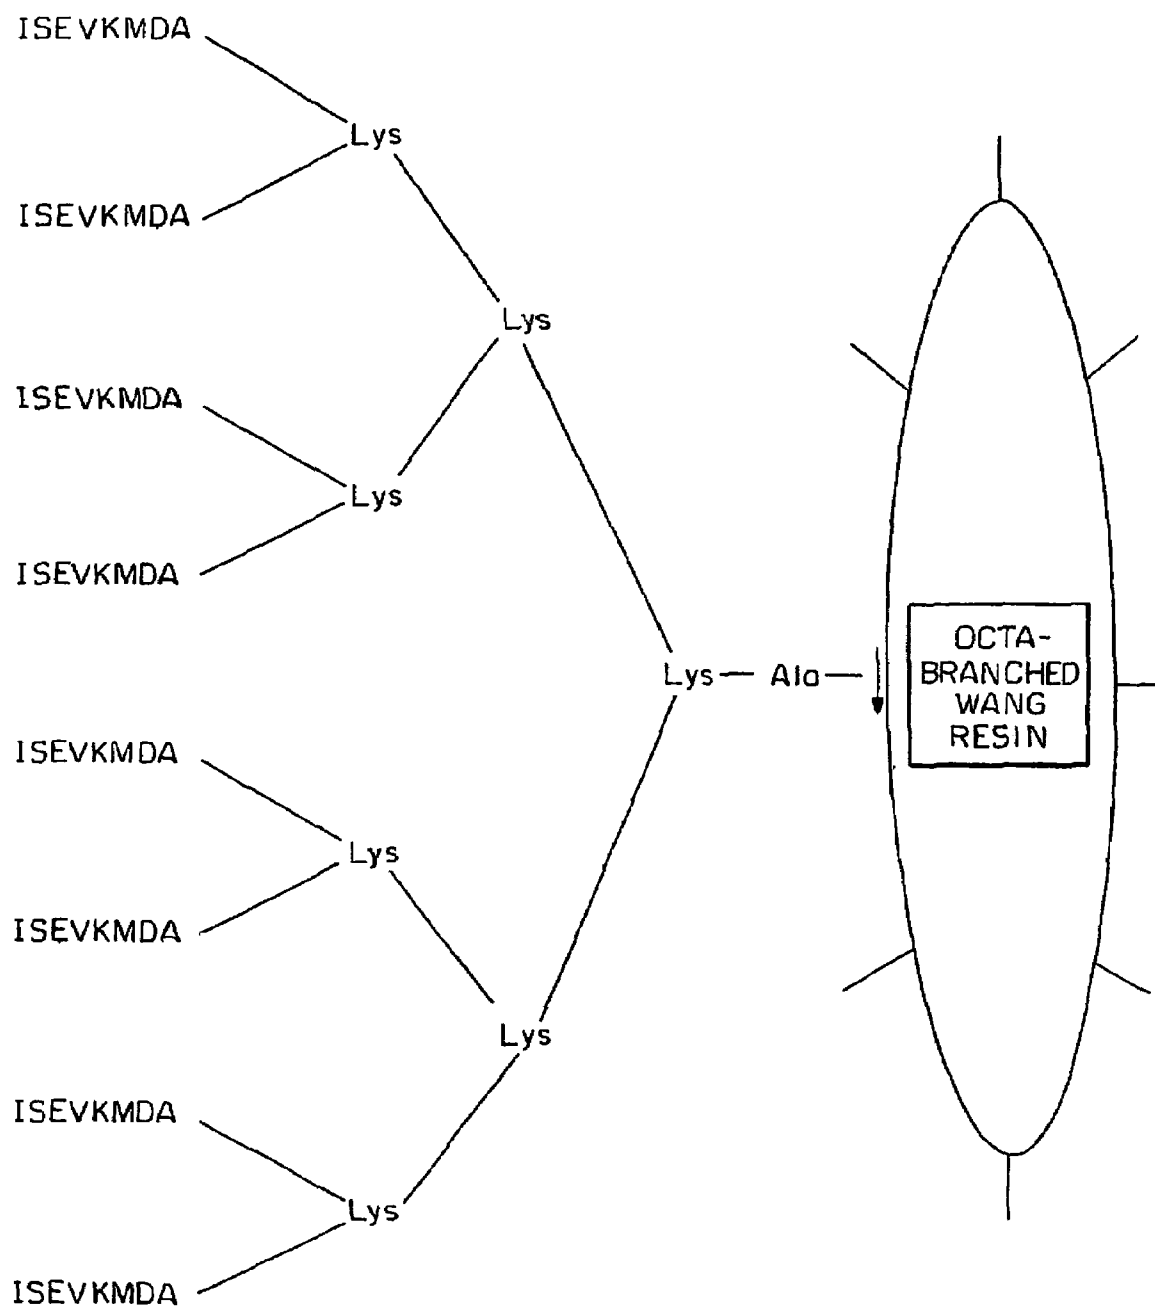 ISEVKMDA
Lys
ISEVKMDA
Lys
ISEVKMDA
Lys
ISEVKMDA
Lys — Ala —
OCTA-
BRANCHED
WANG
RESIN
ISEVKMDA
Lys
ISEVKMDA
Lys
ISEVKMDA
Lys
ISEVKMDA